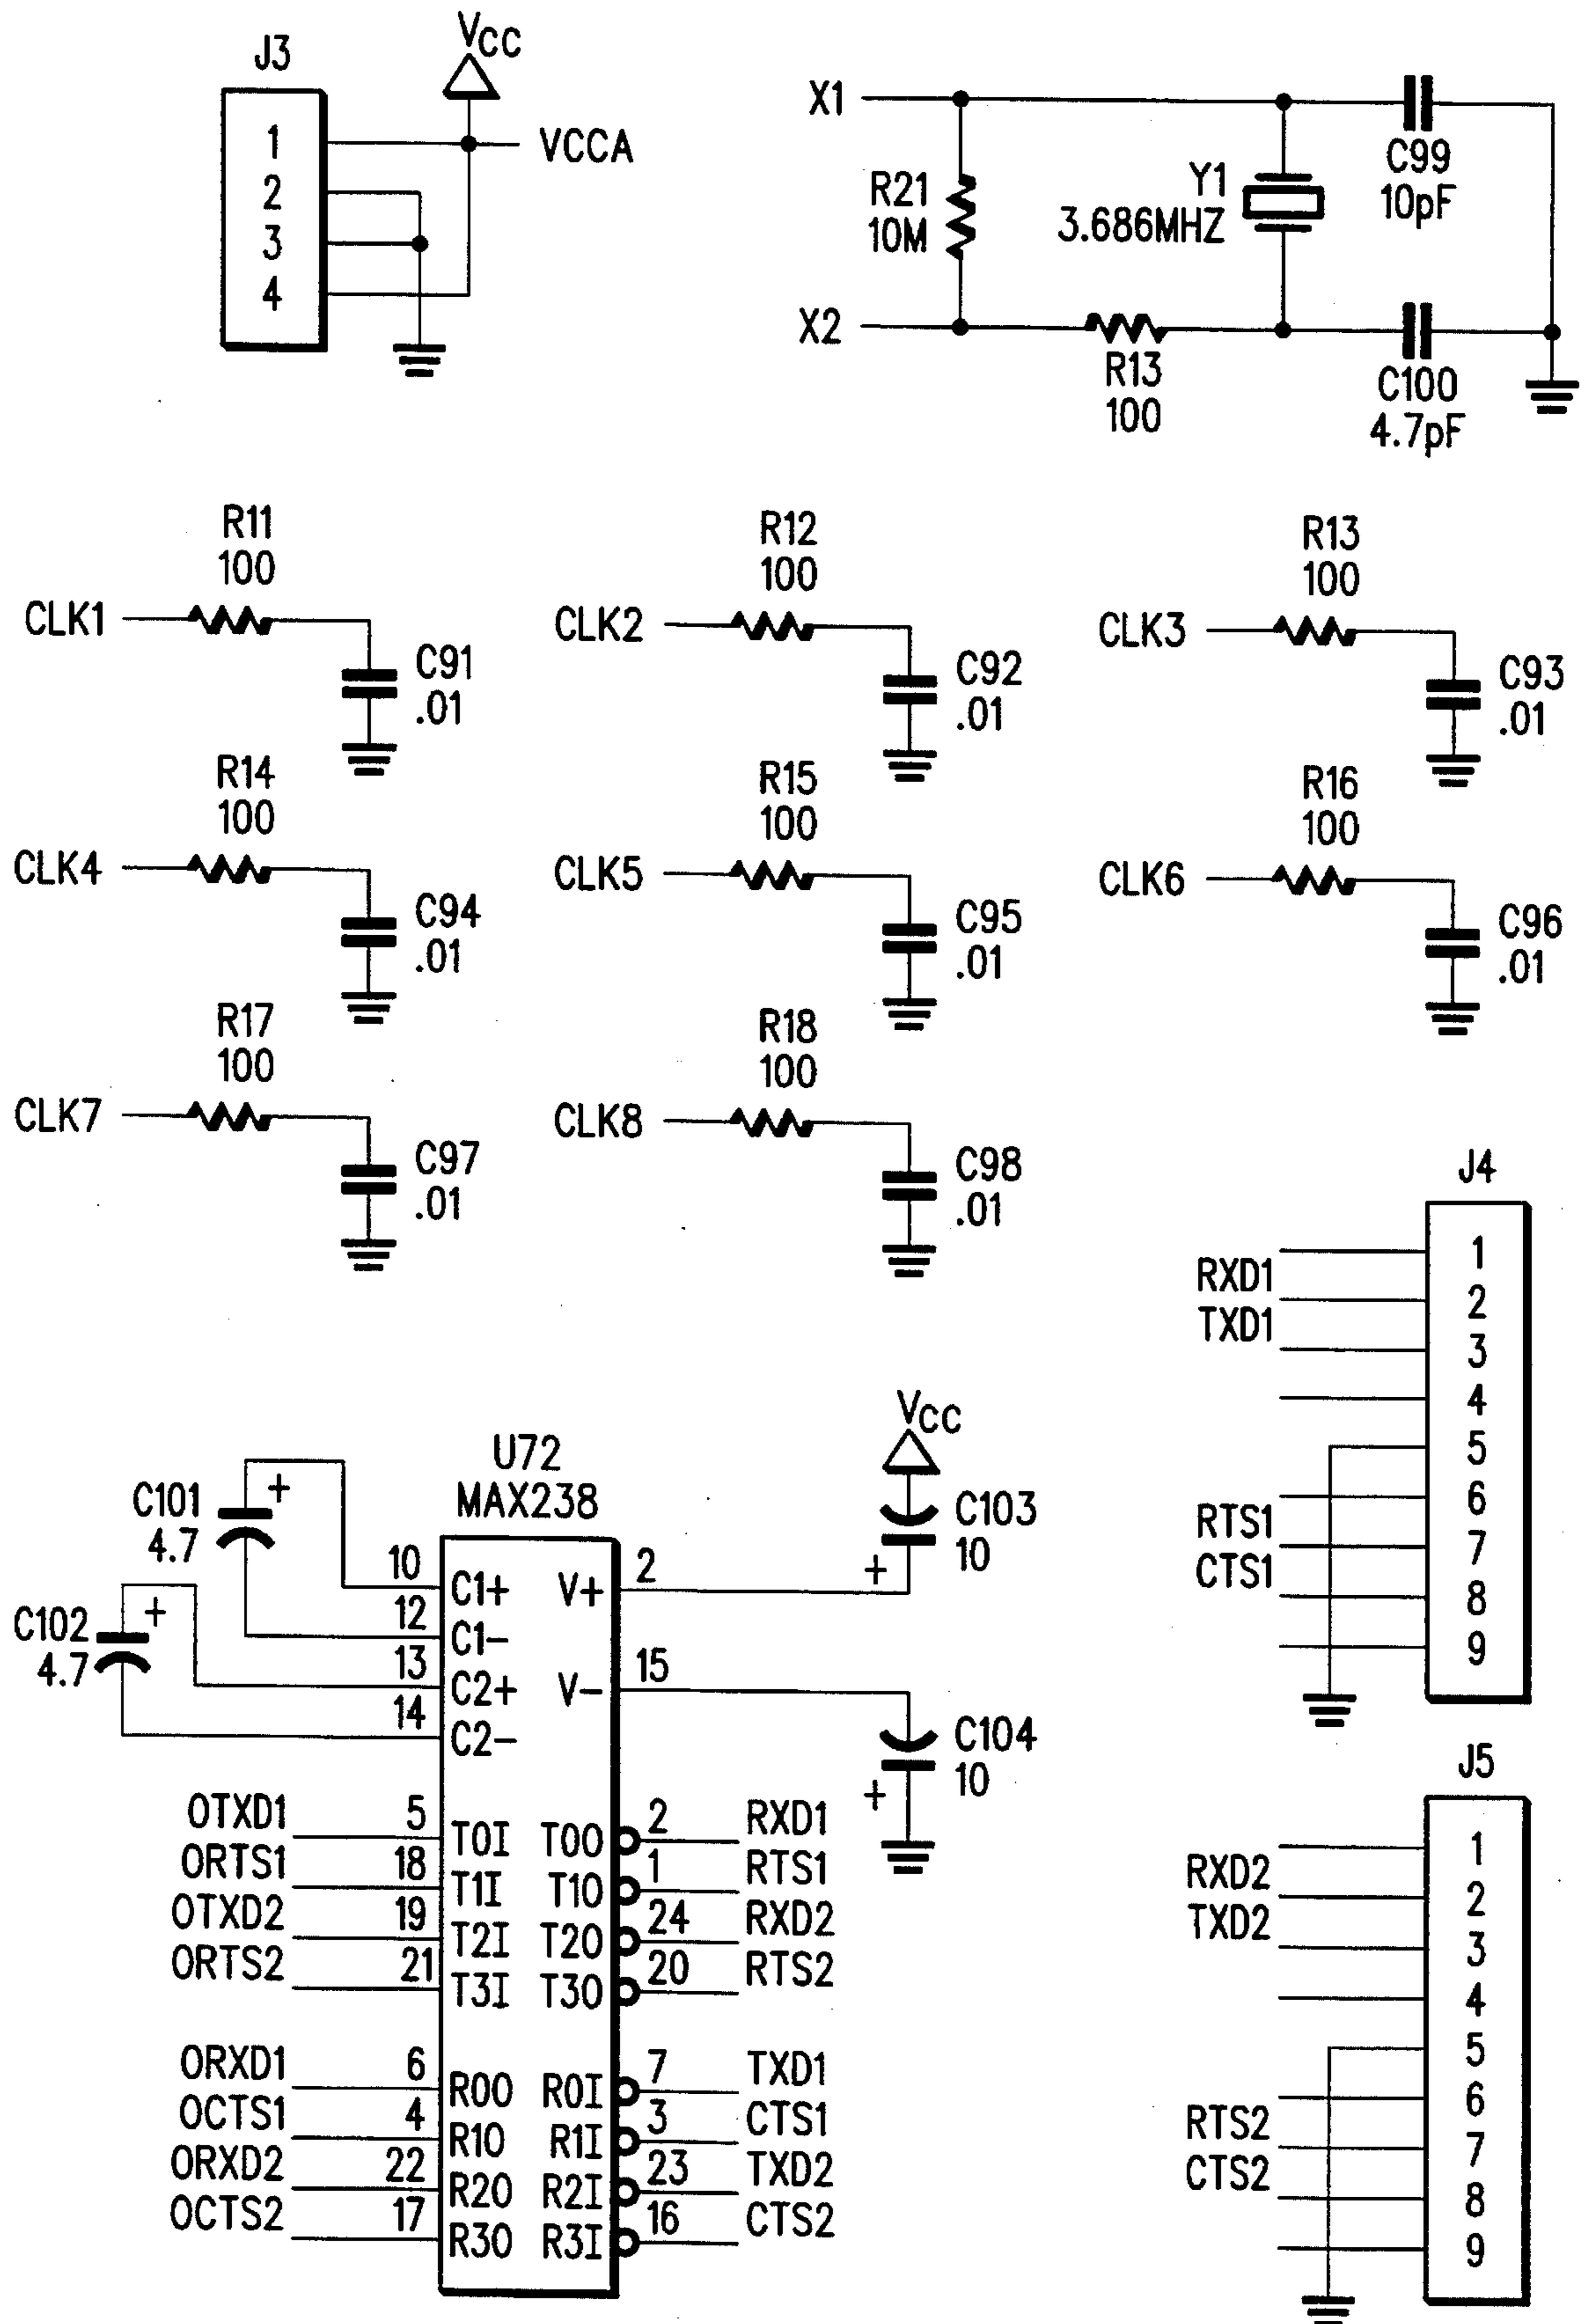 J3
VCC
1
VCCA
2
3
4
X1
R21
10M
Y1
3.686MHZ
C99
10pF
X2
R13
100
C100
4.7pF
R11
100
CLK1
C91
.01
R12
100
CLK2
C92
.01
R13
100
CLK3
C93
.01
R14
100
CLK4
C94
.01
R15
100
CLK5
C95
.01
R16
100
CLK6
C96
.01
R17
100
CLK7
C97
.01
R18
100
CLK8
C98
.01
J4
1
RXD1
2
TXD1
3
4
5
6
RTS1
7
CTS1
8
9
U72
MAX238
C101
+
4.7
C102
+
4.7
10
C1+
12
C1-
13
C2+
14
C2-
V+
2
VCC
C103
10
+
V-
15
C104
10
+
OTXD1
5
T0I
T0O
2
RXD1
ORTS1
18
T1I
T1O
1
RTS1
OTXD2
19
T2I
T2O
24
RXD2
ORTS2
21
T3I
T3O
20
RTS2
ORXD1
6
R0O
R0I
7
TXD1
OCTS1
4
R1O
R1I
3
CTS1
ORXD2
22
R2O
R2I
23
TXD2
OCTS2
17
R3O
R3I
16
CTS2
J5
1
RXD2
2
TXD2
3
4
5
6
RTS2
7
CTS2
8
9